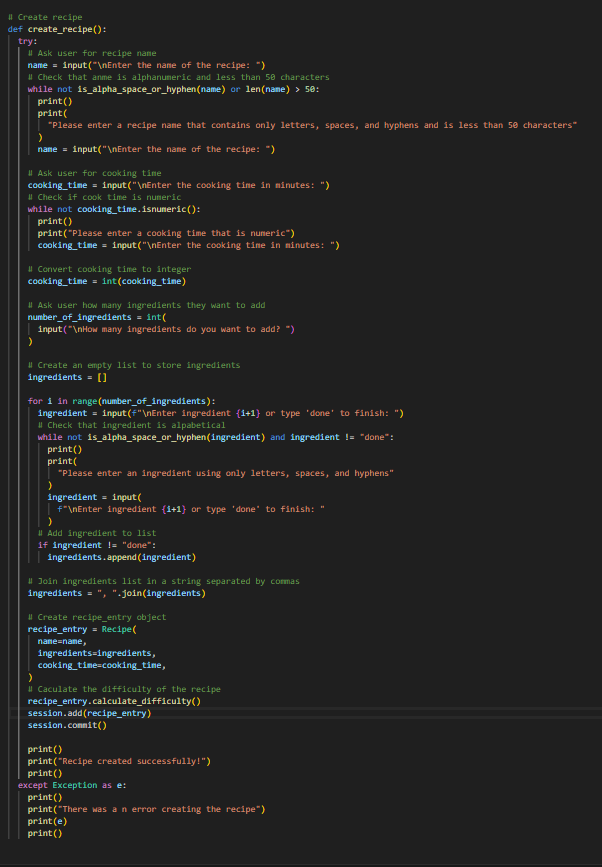 # Create recipe
def create_recipe():
  try:
    # Ask user for recipe name
    name = input("\nEnter the name of the recipe: ")
    # Check that anme is alphanumeric and less than 50 characters
    while not is_alpha_space_or_hyphen(name) or len(name) > 50:
      print()
      print(
        "Please enter a recipe name that contains only letters, spaces, and hyphens and is less than 50 characters"
      )
      name = input("\nEnter the name of the recipe: ")

    # Ask user for cooking time
    cooking_time = input("\nEnter the cooking time in minutes: ")
    # Check if cook time is numeric
    while not cooking_time.isnumeric():
      print()
      print("Please enter a cooking time that is numeric")
      cooking_time = input("\nEnter the cooking time in minutes: ")

    # Convert cooking time to integer
    cooking_time = int(cooking_time)

    # Ask user how many ingredients they want to add
    number_of_ingredients = int(
      input("\nHow many ingredients do you want to add? ")
    )

    # Create an empty list to store ingredients
    ingredients = []

    for i in range(number_of_ingredients):
      ingredient = input(f"\nEnter ingredient {i+1} or type 'done' to finish: ")
      # Check that ingredient is alpabetical
      while not is_alpha_space_or_hyphen(ingredient) and ingredient != "done":
        print()
        print(
          "Please enter an ingredient using only letters, spaces, and hyphens"
        )
        ingredient = input(
          f"\nEnter ingredient {i+1} or type 'done' to finish: "
        )
      # Add ingredient to list
      if ingredient != "done":
        ingredients.append(ingredient)

    # Join ingredients list in a string separated by commas
    ingredients = ", ".join(ingredients)

    # Create recipe_entry object
    recipe_entry = Recipe(
      name=name,
      ingredients=ingredients,
      cooking_time=cooking_time,
    )
    # Caculate the difficulty of the recipe
    recipe_entry.calculate_difficulty()
    session.add(recipe_entry)
    session.commit()

    print()
    print("Recipe created successfully!")
    print()
  except Exception as e:
    print()
    print("There was a n error creating the recipe")
    print(e)
    print()